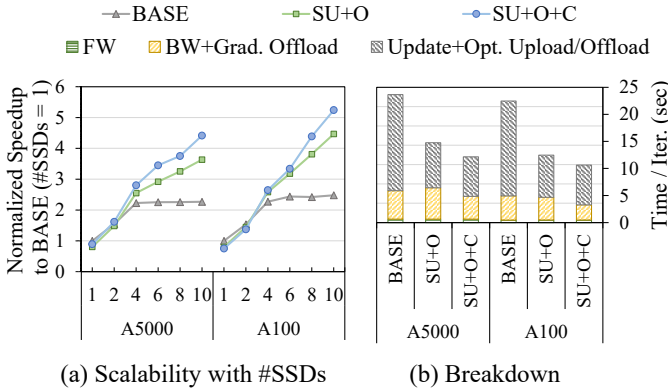 BASE SU+O SU+O+C
FW BW+Grad. Offload Update+Opt. Upload/Offload
Normalized Speedup
to BASE (#SSDs = 1)
6
5
4
3
2
1
0
1 2 4 6 8 10 1 2 4 6 8 10
A5000 A100
(a) Scalability with #SSDs
25
20
15
10
5
0
Time / Iter. (sec)
BASE
SU+O
SU+O+C
BASE
SU+O
SU+O+C
A5000 A100
(b) Breakdown